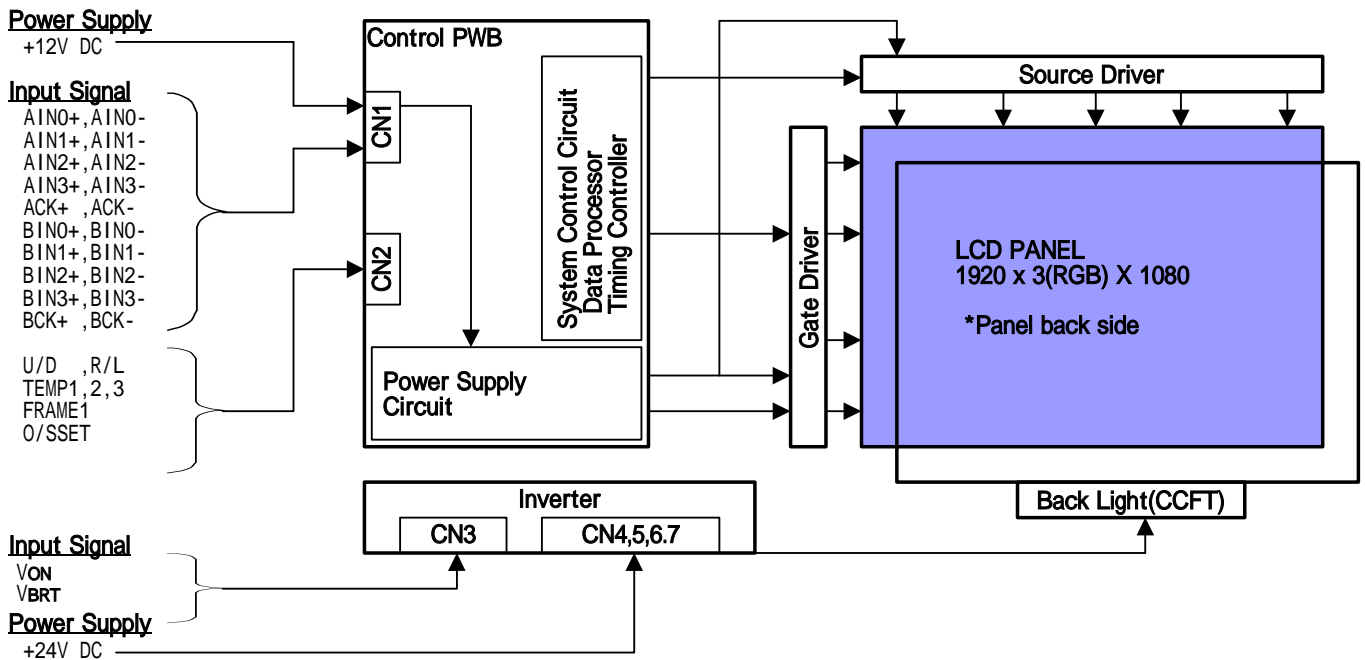 Power Supply
+12V DC
Input Signal
AIN0+,AIN0-
AIN1+,AIN1-
AIN2+,AIN2-
AIN3+,AIN3-
ACK+ ,ACK-
BIN0+,BIN0-
BIN1+,BIN1-
BIN2+,BIN2-
BIN3+,BIN3-
BCK+ ,BCK-
U/D ,R/L
TEMP1,2,3
FRAME1
O/SSET
Control PWB
CN1
CN2
System Control Circuit
Data Processor
Timing Controller
Power Supply
Circuit
Source Driver
Gate Driver
LCD PANEL
1920 x 3(RGB) X 1080
*Panel back side
Back Light(CCFT)
Inverter
CN3
CN4,5,6.7
Input Signal
VON
VBRT
Power Supply
+24V DC